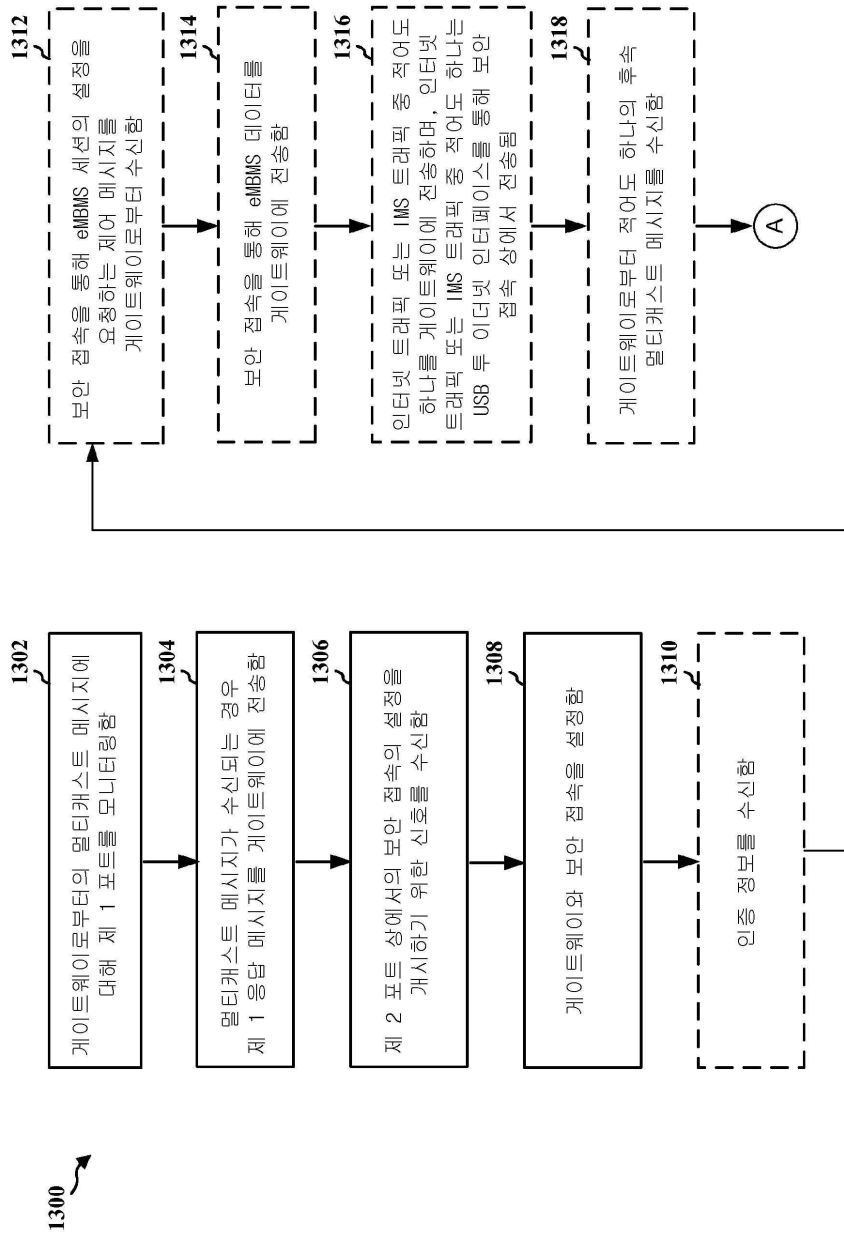 1300
1302
게이트웨이로부터의 멀티캐스트 메시지에
대해 제 1 포트를 모니터링함
1304
멀티캐스트 메시지가 수신되는 경우
제 1 응답 메시지를 게이트웨이에 전송함
1306
제 2 포트 상에서의 보안 접속의 설정을
개시하기 위한 신호를 수신함
1308
게이트웨이와 보안 접속을 설정함
1310
인증 정보를 수신함
1312
보안 접속을 통해 eMBMS 세션의 설정을
요청하는 제어 메시지를
게이트웨이로부터 수신함
1314
보안 접속을 통해 eMBMS 데이터를
게이트웨이에 전송함
1316
인터넷 트래픽 또는 IMS 트래픽 중 적어도
하나를 게이트웨이에 전송하며, 인터넷
트래픽 또는 IMS 트래픽 중 적어도 하나는
USB 투 이더넷 인터페이스를 통해 보안
접속 상에서 전송됨
1318
게이트웨이로부터 적어도 하나의 후속
멀티캐스트 메시지를 수신함
A